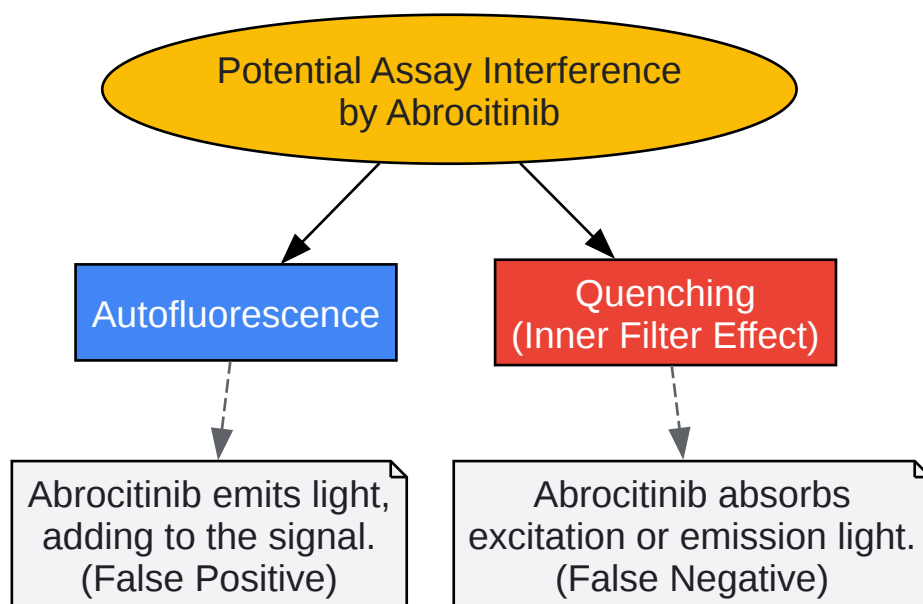 Potential Assay Interference
by Abrocitinib
Autofluorescence
Quenching
(Inner Filter Effect)
Abrocitinib emits light,
adding to the signal.
(False Positive)
Abrocitinib absorbs
excitation or emission light.
(False Negative)